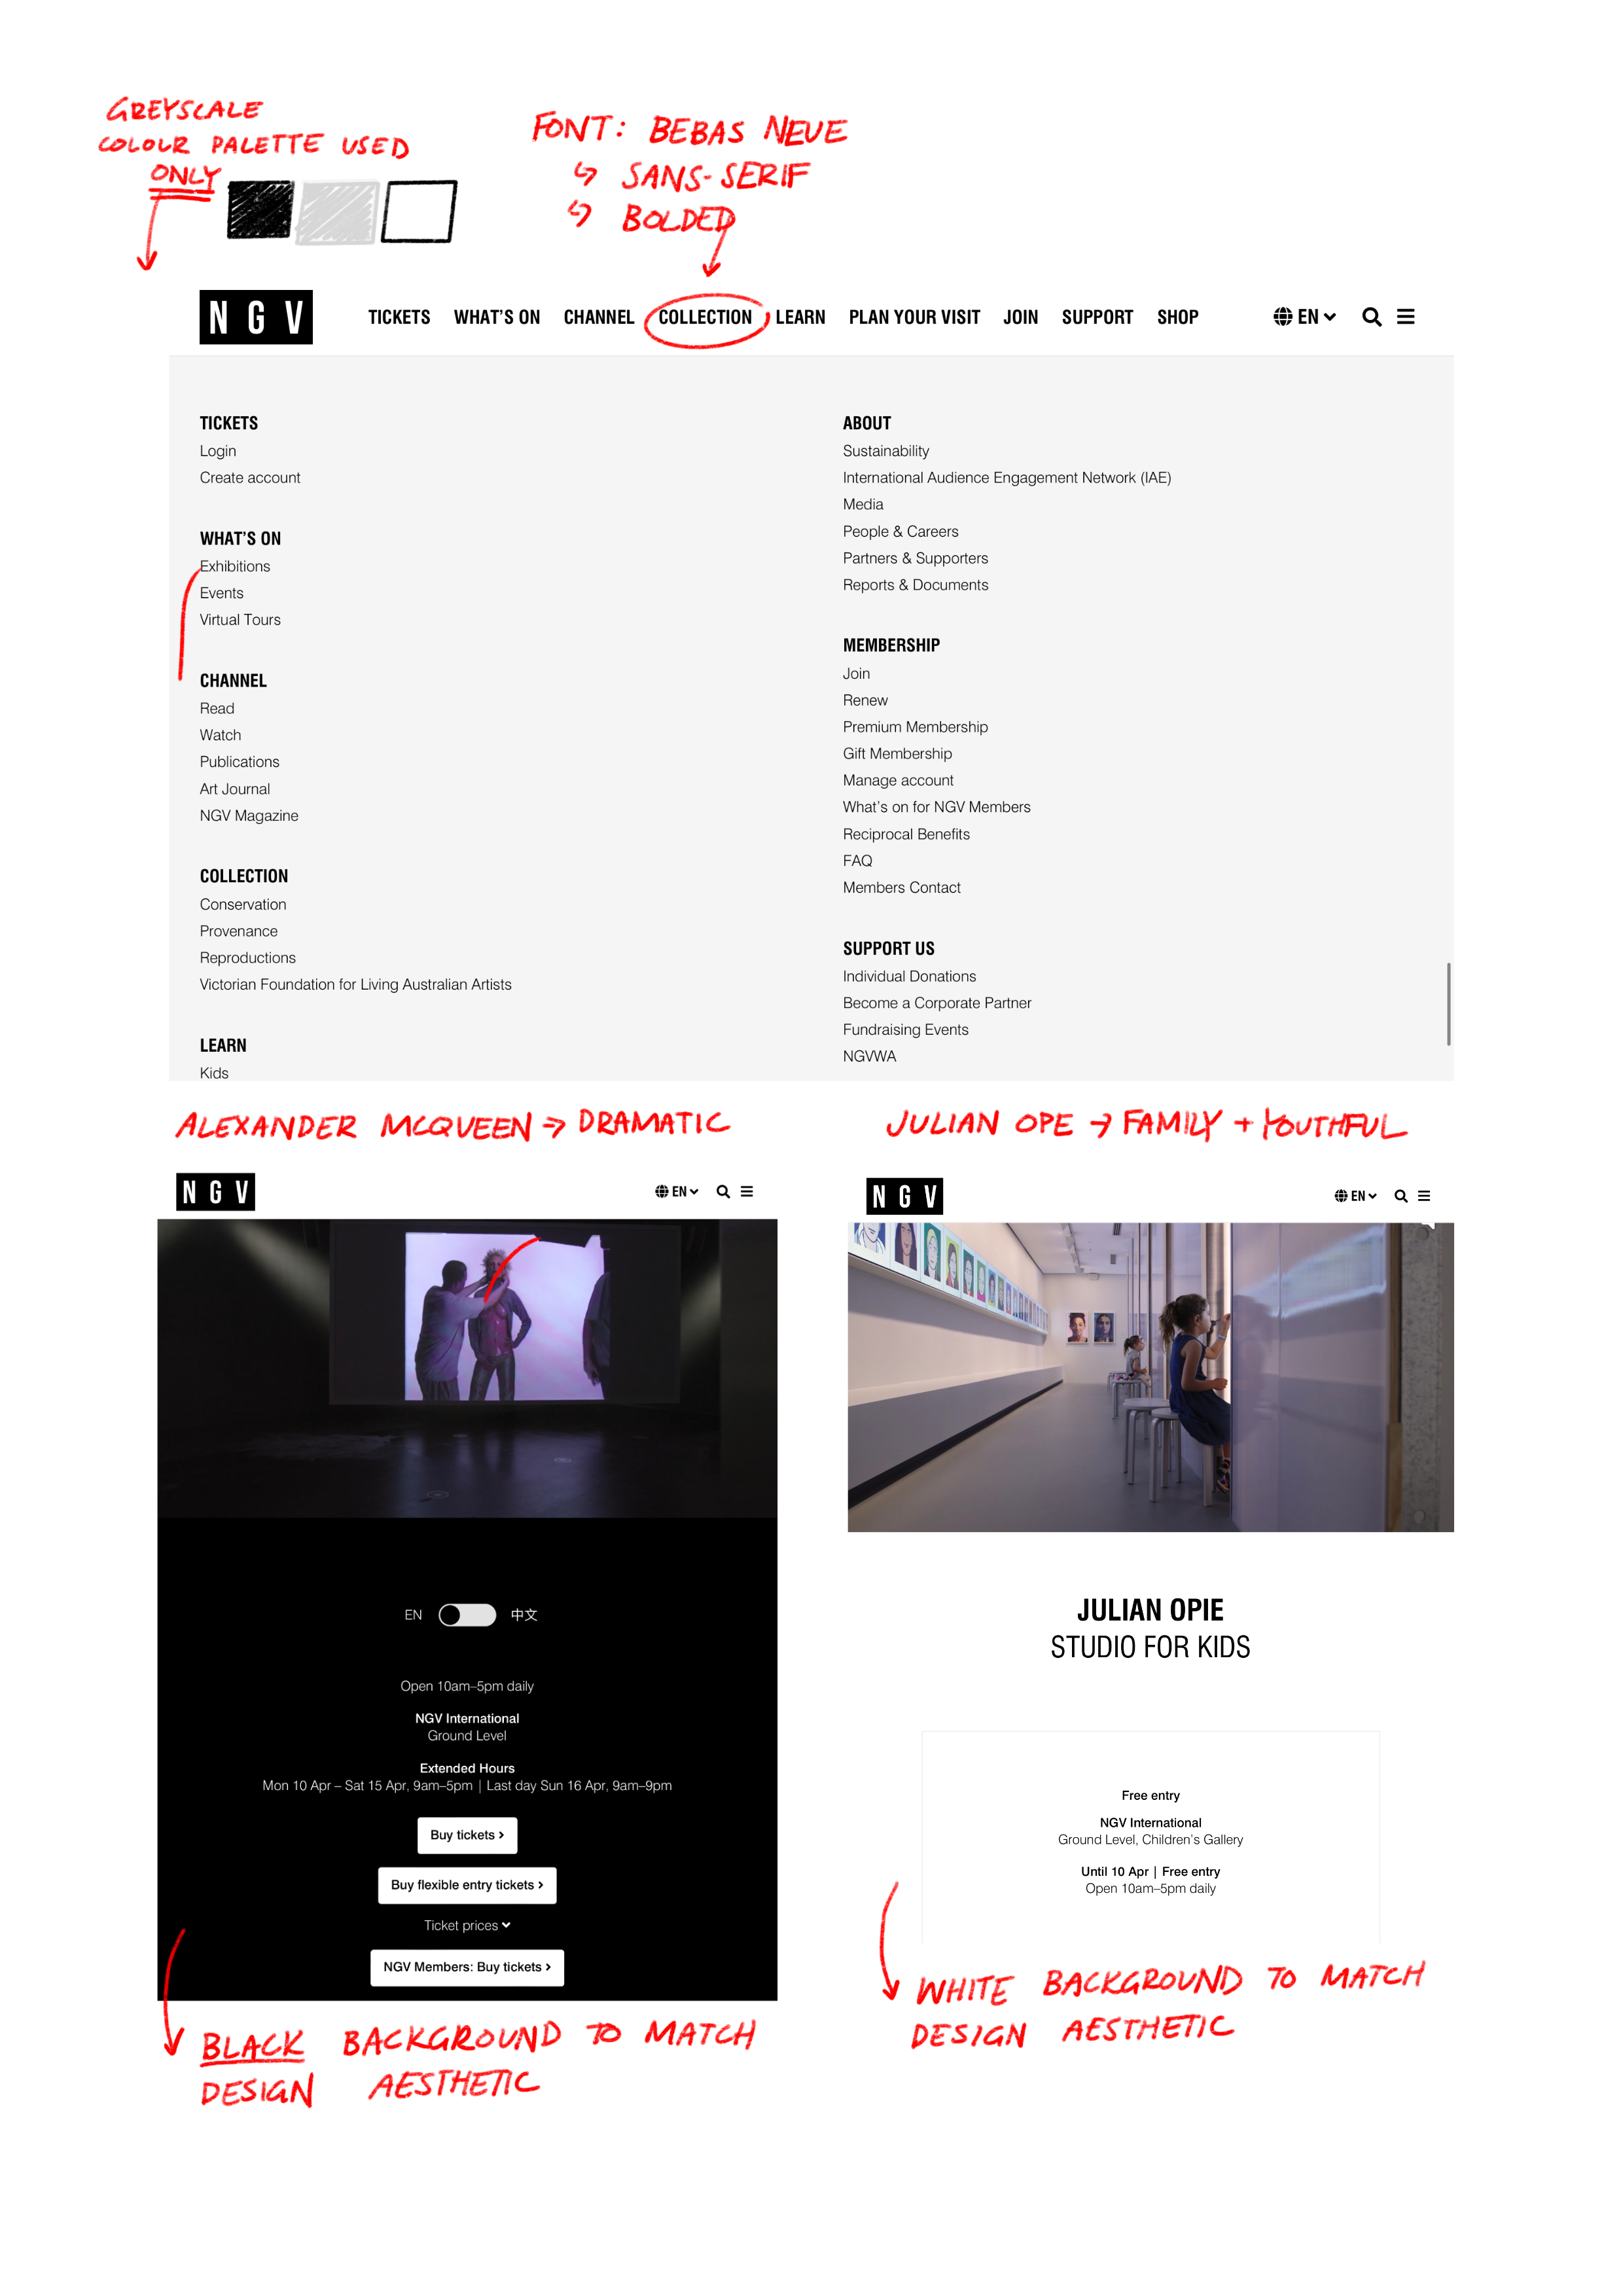 GREYSCALE
COLOUR PALETTE USED
ONLY
FONT: BEBAS NEUE
↳ SANS-SERIF
↳ BOLDED
NGV
TICKETS WHAT'S ON CHANNEL COLLECTION LEARN PLAN YOUR VISIT JOIN SUPPORT SHOP EN
TICKETS
Login
Create account
WHAT'S ON
Exhibitions
Events
Virtual Tours
CHANNEL
Read
Watch
Publications
Art Journal
NGV Magazine
COLLECTION
Conservation
Provenance
Reproductions
Victorian Foundation for Living Australian Artists
LEARN
Kids
ABOUT
Sustainability
International Audience Engagement Network (IAE)
Media
People & Careers
Partners & Supporters
Reports & Documents
MEMBERSHIP
Join
Renew
Premium Membership
Gift Membership
Manage account
What's on for NGV Members
Reciprocal Benefits
FAQ
Members Contact
SUPPORT US
Individual Donations
Become a Corporate Partner
Fundraising Events
NGVWA
ALEXANDER MCQUEEN → DRAMATIC
NGV EN
EN 中文
Open 10am–5pm daily
NGV International
Ground Level
Extended Hours
Mon 10 Apr – Sat 15 Apr, 9am–5pm | Last day Sun 16 Apr, 9am–9pm
Buy tickets ›
Buy flexible entry tickets ›
Ticket prices
NGV Members: Buy tickets ›
BLACK BACKGROUND TO MATCH
DESIGN AESTHETIC
JULIAN OPE → FAMILY + YOUTHFUL
NGV EN
JULIAN OPIE
STUDIO FOR KIDS
Free entry
NGV International
Ground Level, Children's Gallery
Until 10 Apr | Free entry
Open 10am–5pm daily
WHITE BACKGROUND TO MATCH
DESIGN AESTHETIC